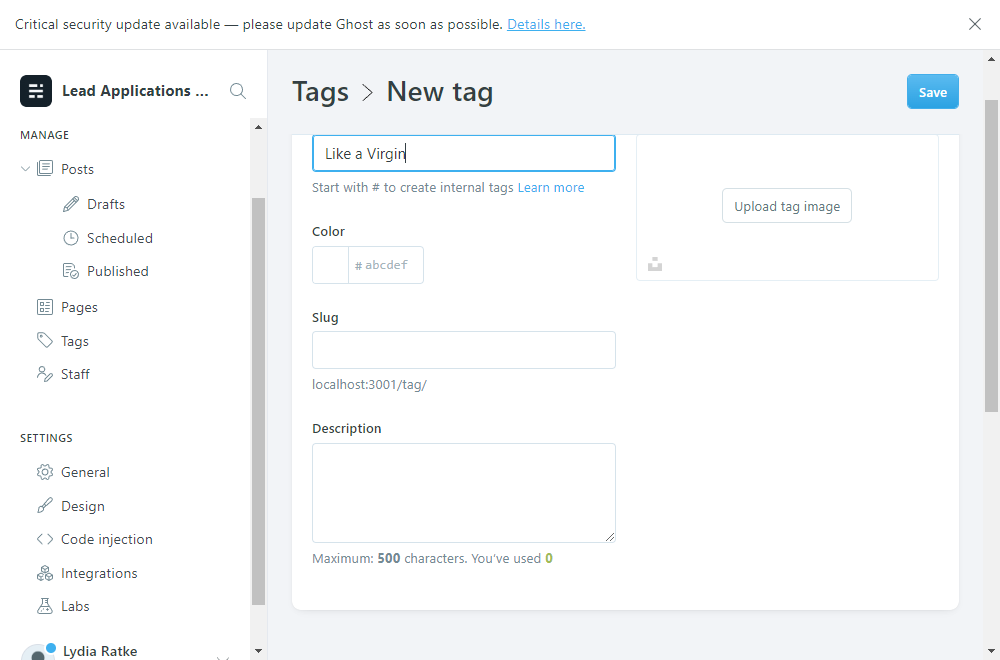 Critical security update available — please update Ghost as soon as possible. Details here.
Lead Applications ...
MANAGE
Posts
Drafts
Scheduled
Published
Pages
Tags
Staff
SETTINGS
General
Design
Code injection
Integrations
Labs
Lydia Ratke
Tags > New tag
Save
Like a Virgin
Start with # to create internal tags Learn more
Color
# abcdef
Slug
localhost:3001/tag/
Description
Maximum: 500 characters. You've used 0
Upload tag image